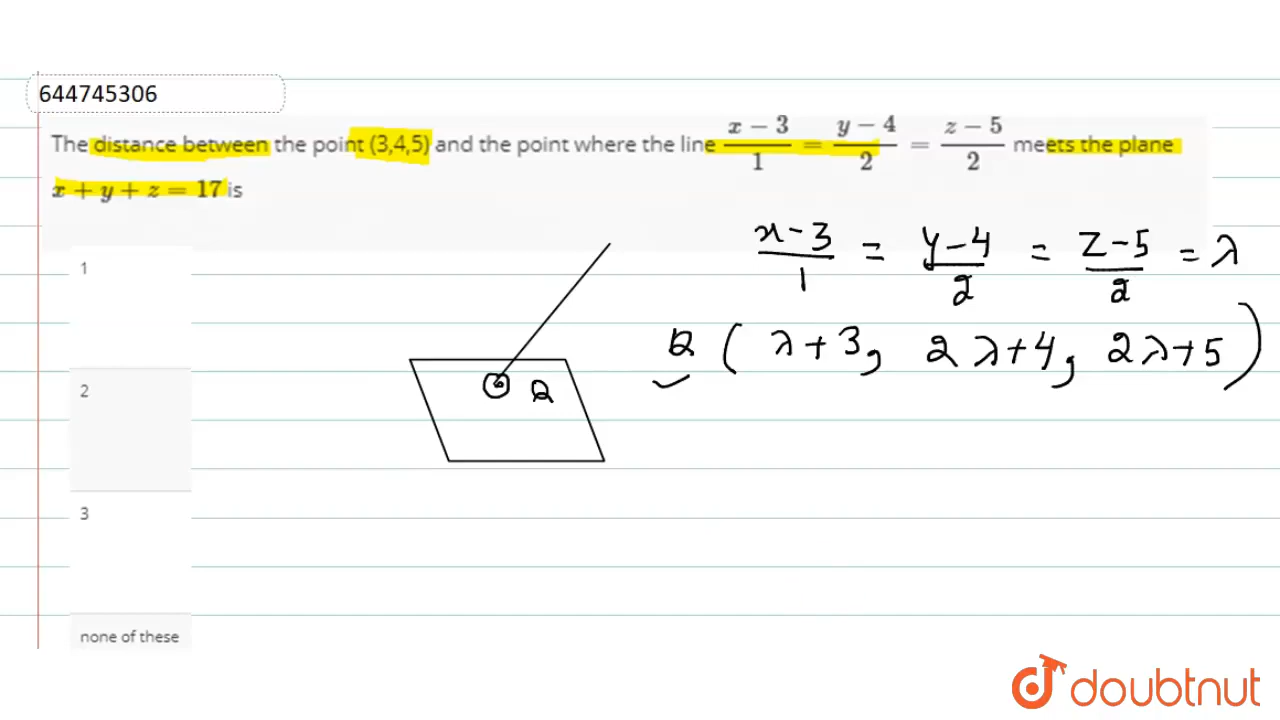 644745306
The distance between the point (3,4,5) and the point where the line (x − 3)/1 = (y − 4)/2 = (z − 5)/2 meets the plane
x + y + z = 17 is
x-3/1 = y-4/2 = z-5/2 = λ
1
Q ( λ+3, 2λ+4, 2λ+5 )
Q
2
3
none of these
doubtnut